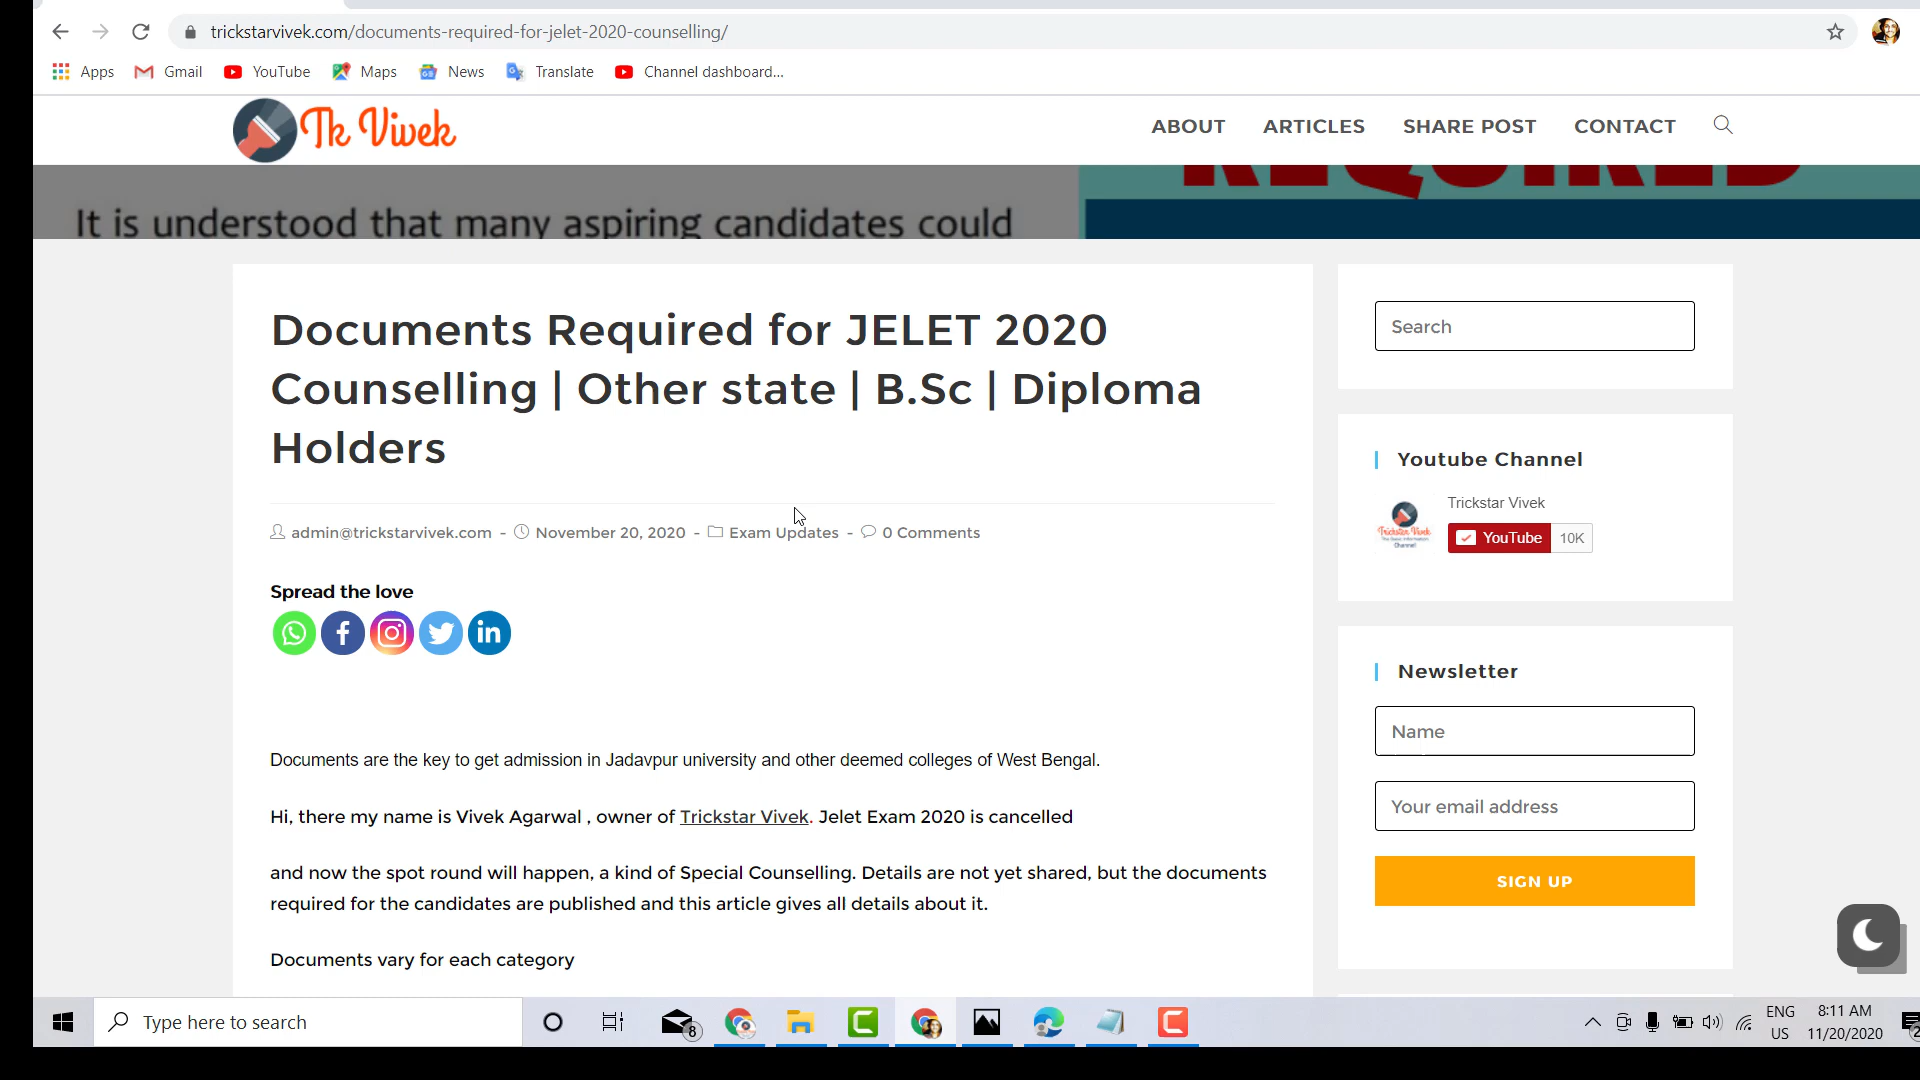 trickstarvivek.com/documents-required-for-jelet-2020-counselling/
Apps Gmail YouTube Maps News Translate Channel dashboard...
Tk Vivek
ABOUT ARTICLES SHARE POST CONTACT
REQUIRED
It is understood that many aspiring candidates could
Documents Required for JELET 2020
Counselling | Other state | B.Sc | Diploma
Holders
admin@trickstarvivek.com - November 20, 2020 - Exam Updates - 0 Comments
Spread the love
Documents are the key to get admission in Jadavpur university and other deemed colleges of West Bengal.
Hi, there my name is Vivek Agarwal , owner of Trickstar Vivek. Jelet Exam 2020 is cancelled
and now the spot round will happen, a kind of Special Counselling. Details are not yet shared, but the documents
required for the candidates are published and this article gives all details about it.
Documents vary for each category
Search
Youtube Channel
Trickstar Vivek
Trickstar Vivek
Channel
YouTube 10K
Newsletter
Name
Your email address
SIGN UP
Type here to search
8
ENG
US
8:11 AM
11/20/2020
2